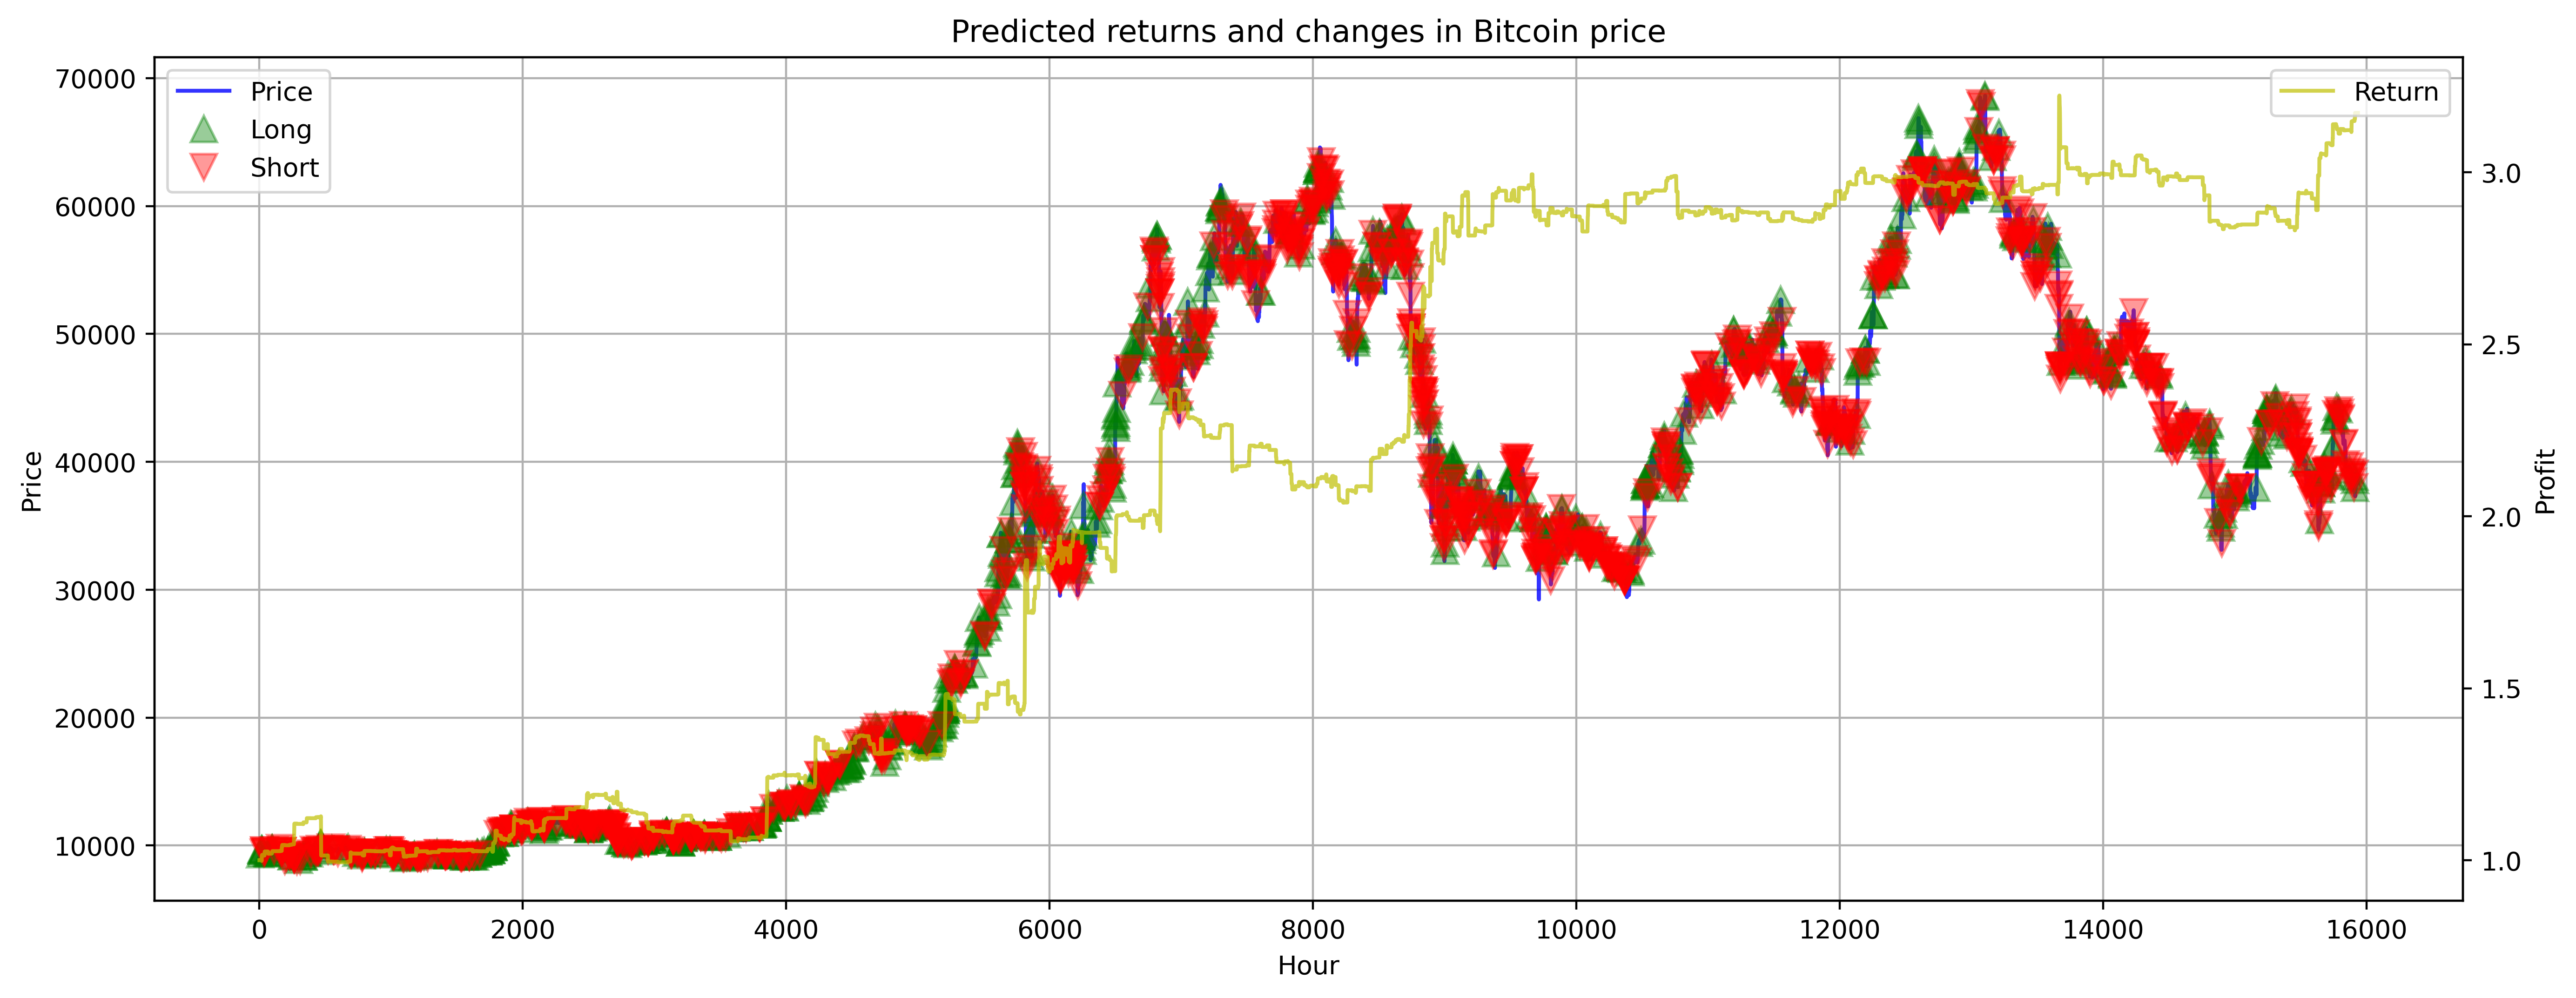 Predicted returns and changes in Bitcoin price
Price
Long
Short
Return
70000
60000
50000
40000
30000
20000
10000
Price
3.0
2.5
2.0
1.5
1.0
Profit
0 2000 4000 6000 8000 10000 12000 14000 16000
Hour